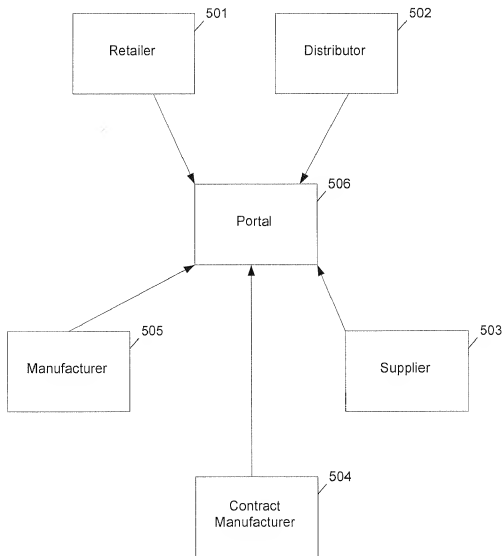 501
Retailer
502
Distributor
506
Portal
505
Manufacturer
503
Supplier
504
Contract
Manufacturer